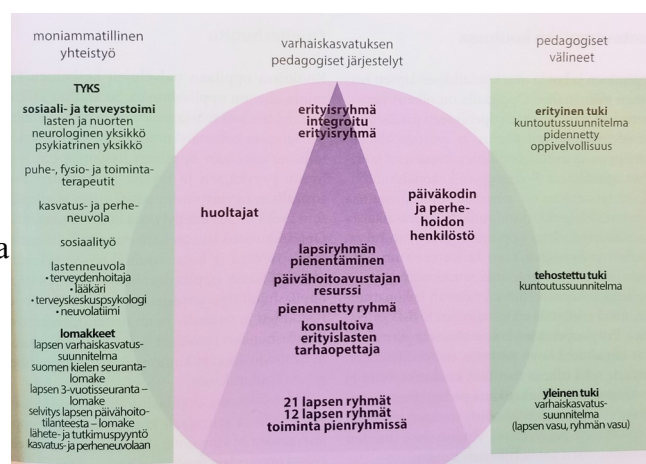 moniammatillinen
yhteistyö
varhaiskasvatuksen
pedagogiset järjestelyt
pedagogiset
välineet
TYKS
sosiaali- ja terveystoimi
lasten ja nuorten
neurologinen yksikkö
psykiatrinen yksikkö
puhe-, fysio- ja toiminta-
terapeutit
kasvatus- ja perhe-
neuvola
sosiaalityö
a
lastenneuvola
• terveydenhoitaja
• lääkäri
• terveyskeskuspsykologi
• neuvolatiimi
lomakkeet
lapsen varhaiskasvatus-
suunnitelma
suomen kielen seuranta-
lomake
lapsen 3-vuotisseuranta –
lomake
selvitys lapsen päivähoito-
tilanteesta – lomake
lähete- ja tutkimuspyyntö
kasvatus- ja perheneuvolaan
huoltajat
erityisryhmä
integroitu
erityisryhmä
lapsiryhmän
pienentäminen
päivähoitoavustajan
resurssi
pienennetty ryhmä
konsultoiva
erityislasten
tarhaopettaja
21 lapsen ryhmät
12 lapsen ryhmät
toiminta pienryhmissä
päiväkodin
ja perhe-
hoidon
henkilöstö
erityinen tuki
kuntoutussuunnitelma
pidennetty
oppivelvollisuus
tehostettu tuki
kuntoutussuunnitelma
yleinen tuki
varhaiskasvatus-
suunnitelma
(lapsen vasu, ryhmän vasu)